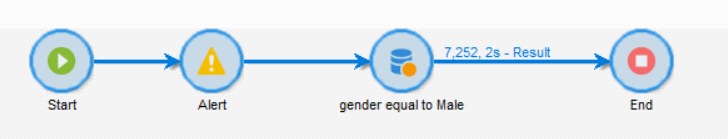 7,252, 2s - Result
Start
Alert
gender equal to Male
End